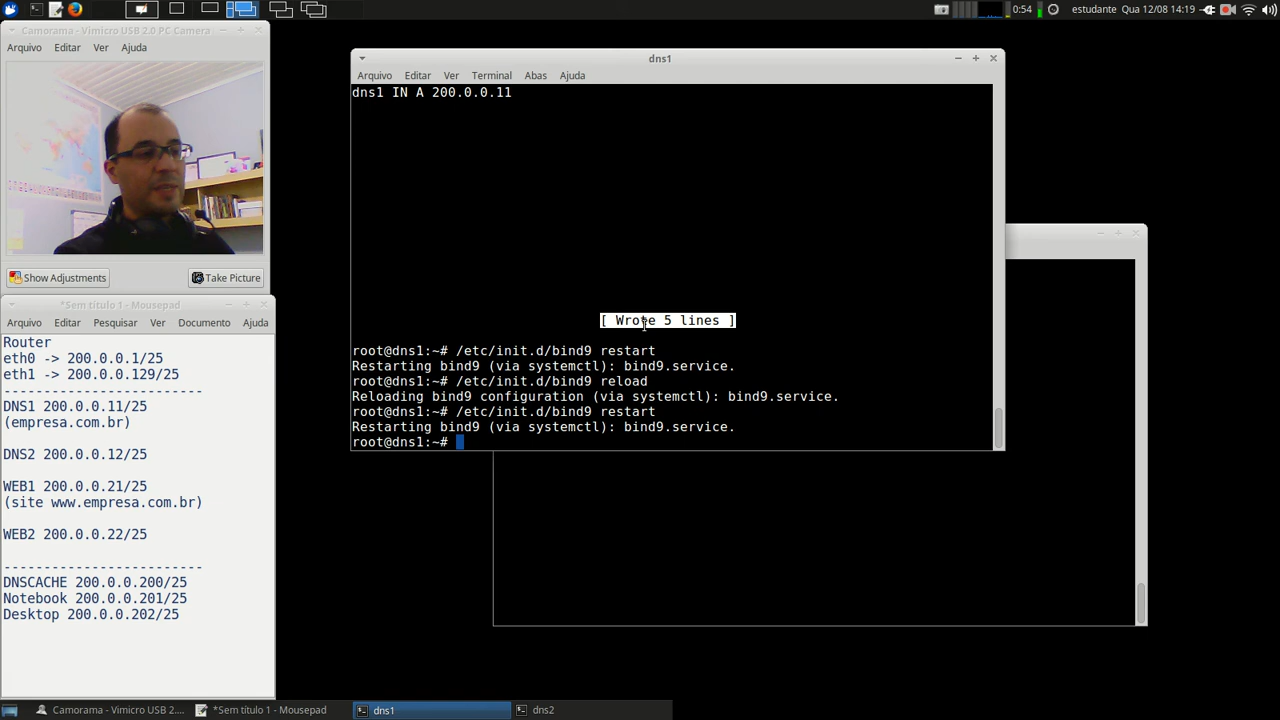 0:54
estudante
Qua 12/08 14:19
Camorama - Vimicro USB 2.0 PC Camera
Arquivo Editar Ver Ajuda
Show Adjustments
Take Picture
*Sem título 1 - Mousepad
Arquivo Editar Pesquisar Ver Documento Ajuda
Router
eth0 -> 200.0.0.1/25
eth1 -> 200.0.0.129/25
-------------------------
DNS1 200.0.0.11/25
(empresa.com.br)
DNS2 200.0.0.12/25
WEB1 200.0.0.21/25
(site www.empresa.com.br)
WEB2 200.0.0.22/25
-------------------------
DNSCACHE 200.0.0.200/25
Notebook 200.0.0.201/25
Desktop 200.0.0.202/25
dns1
Arquivo Editar Ver Terminal Abas Ajuda
dns1 IN A 200.0.0.11
[ Wrote 5 lines ]
root@dns1:~# /etc/init.d/bind9 restart
Restarting bind9 (via systemctl): bind9.service.
root@dns1:~# /etc/init.d/bind9 reload
Reloading bind9 configuration (via systemctl): bind9.service.
root@dns1:~# /etc/init.d/bind9 restart
Restarting bind9 (via systemctl): bind9.service.
root@dns1:~#
Camorama - Vimicro USB 2....
*Sem título 1 - Mousepad
dns1
dns2